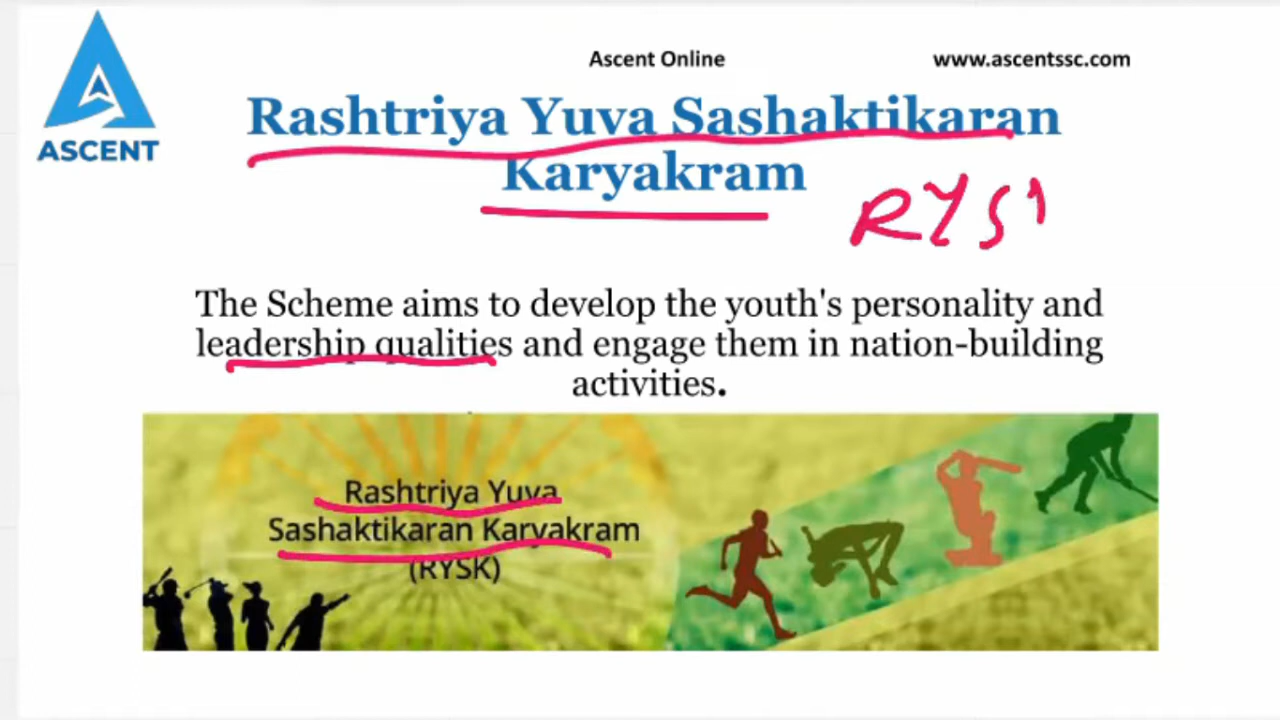 Ascent Online
www.ascentssc.com
ASCENT
Rashtriya Yuva Sashaktikaran
Karyakram
RYS
The Scheme aims to develop the youth's personality and
leadership qualities and engage them in nation-building
activities.
Rashtriya Yuva
Sashaktikaran Karyakram
(RYSK)